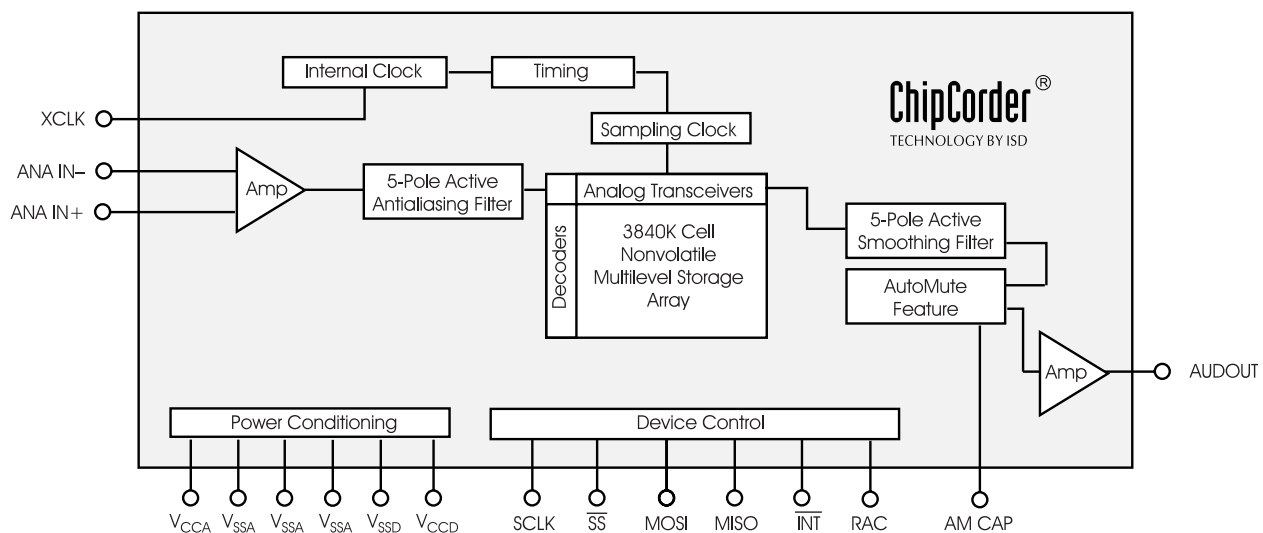 Internal Clock
Timing
ChipCorder®
TECHNOLOGY BY ISD
XCLK
Sampling Clock
ANA IN–
ANA IN+
Amp
5-Pole Active
Antialiasing Filter
Analog Transceivers
Decoders
3840K Cell
Nonvolatile
Multilevel Storage
Array
5-Pole Active
Smoothing Filter
AutoMute
Feature
Amp
AUDOUT
Power Conditioning
Device Control
VCCA
VSSA
VSSA
VSSA
VSSD
VCCD
SCLK
S̅S̅
MOSI
MISO
I̅N̅T̅
RAC
AM CAP